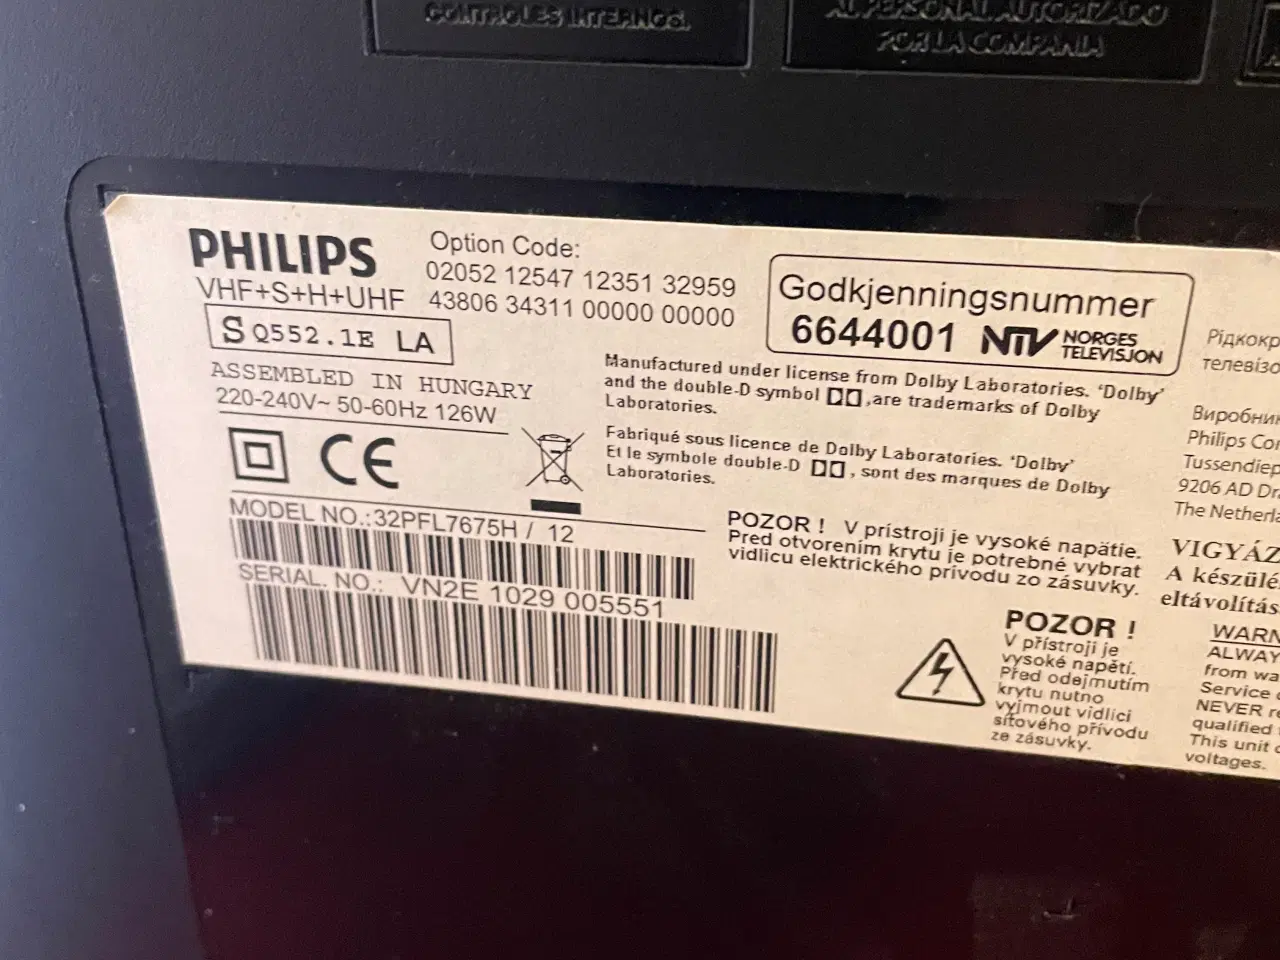 CONTROLES INTERNOS.
AL PERSONAL AUTORIZADO
POR LA COMPANIA
PHILIPS
VHF+S+H+UHF
S Q552.1E LA
ASSEMBLED IN HUNGARY
220-240V~ 50-60Hz 126W
CE
MODEL NO.:32PFL7675H / 12
SERIAL. NO.: VN2E 1029 005551
Option Code:
02052 12547 12351 32959
43806 34311 00000 00000
Godkjenningsnummer
6644001 NTV NORGES
TELEVISJON
Manufactured under license from Dolby Laboratories. ‘Dolby’
and the double-D symbol ,are trademarks of Dolby
Laboratories.
Fabriqué sous licence de Dolby Laboratories. ‘Dolby’
Et le symbole double-D , sont des marques de Dolby
Laboratories.
POZOR ! V prístroji je vysoké napätie.
Pred otvorením krytu je potrebné vybrat
vidlicu elektrického prívodu zo zásuvky.
POZOR !
V přístroji je
vysoké napětí.
Před odejmutím
krytu nutno
vyjmout vidlici
síťového přívodu
ze zásuvky.
Рідкокр
телевізо
Виробник
Philips Co
Tussendiep
9206 AD Dr
The Netherla
VIGYÁZ
A készülé
eltávolítás
WARN
ALWAY
from wa
Service
NEVER re
qualified
This unit
voltages.